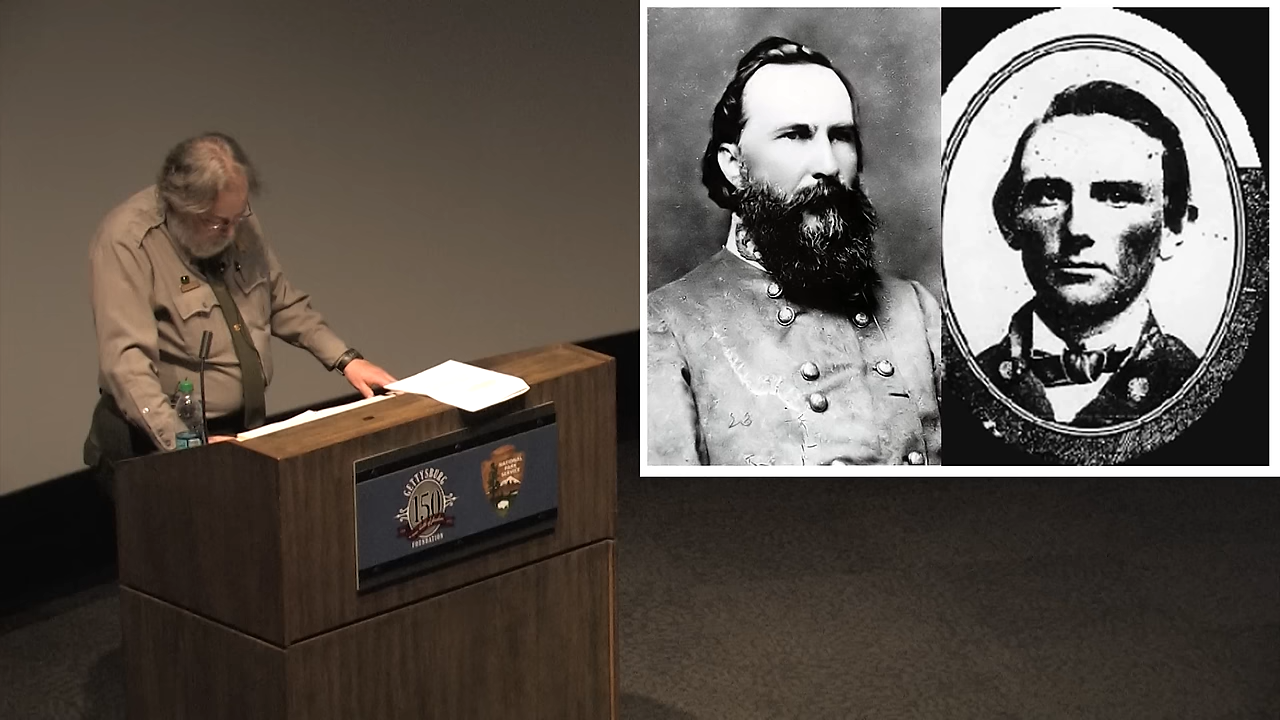 GETTYSBURG
150
FOUNDATION
NATIONAL
PARK
SERVICE